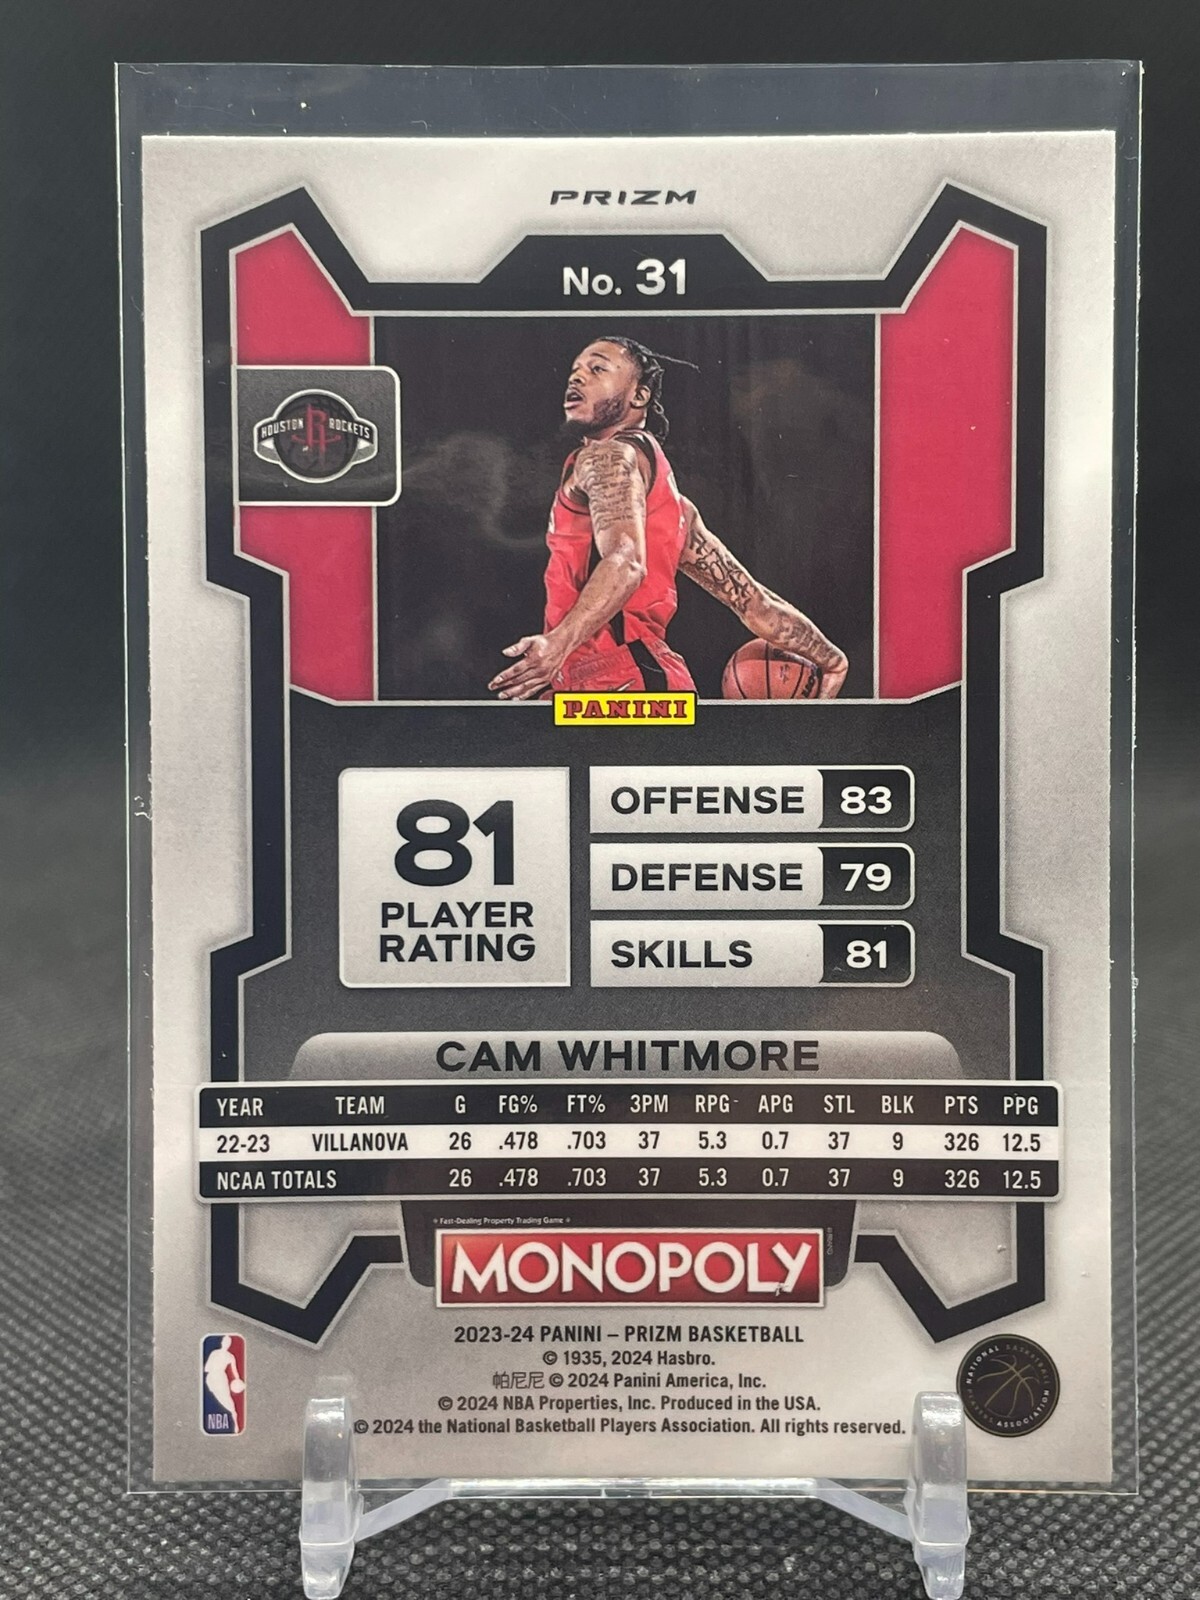 PRIZM
No. 31
HOUSTON ROCKETS
PANINI
81
PLAYER
RATING
OFFENSE 83
DEFENSE 79
SKILLS 81
CAM WHITMORE
YEAR TEAM G FG% FT% 3PM RPG APG STL BLK PTS PPG
22-23 VILLANOVA 26 .478 .703 37 5.3 0.7 37 9 326 12.5
NCAA TOTALS 26 .478 .703 37 5.3 0.7 37 9 326 12.5
Fast-Dealing Property Trading Game
MONOPOLY
2023-24 PANINI – PRIZM BASKETBALL
© 1935, 2024 Hasbro.
帕尼尼 © 2024 Panini America, Inc.
© 2024 NBA Properties, Inc. Produced in the USA.
© 2024 the National Basketball Players Association. All rights reserved.
NBA
NATIONAL BASKETBALL
PLAYERS ASSOCIATION